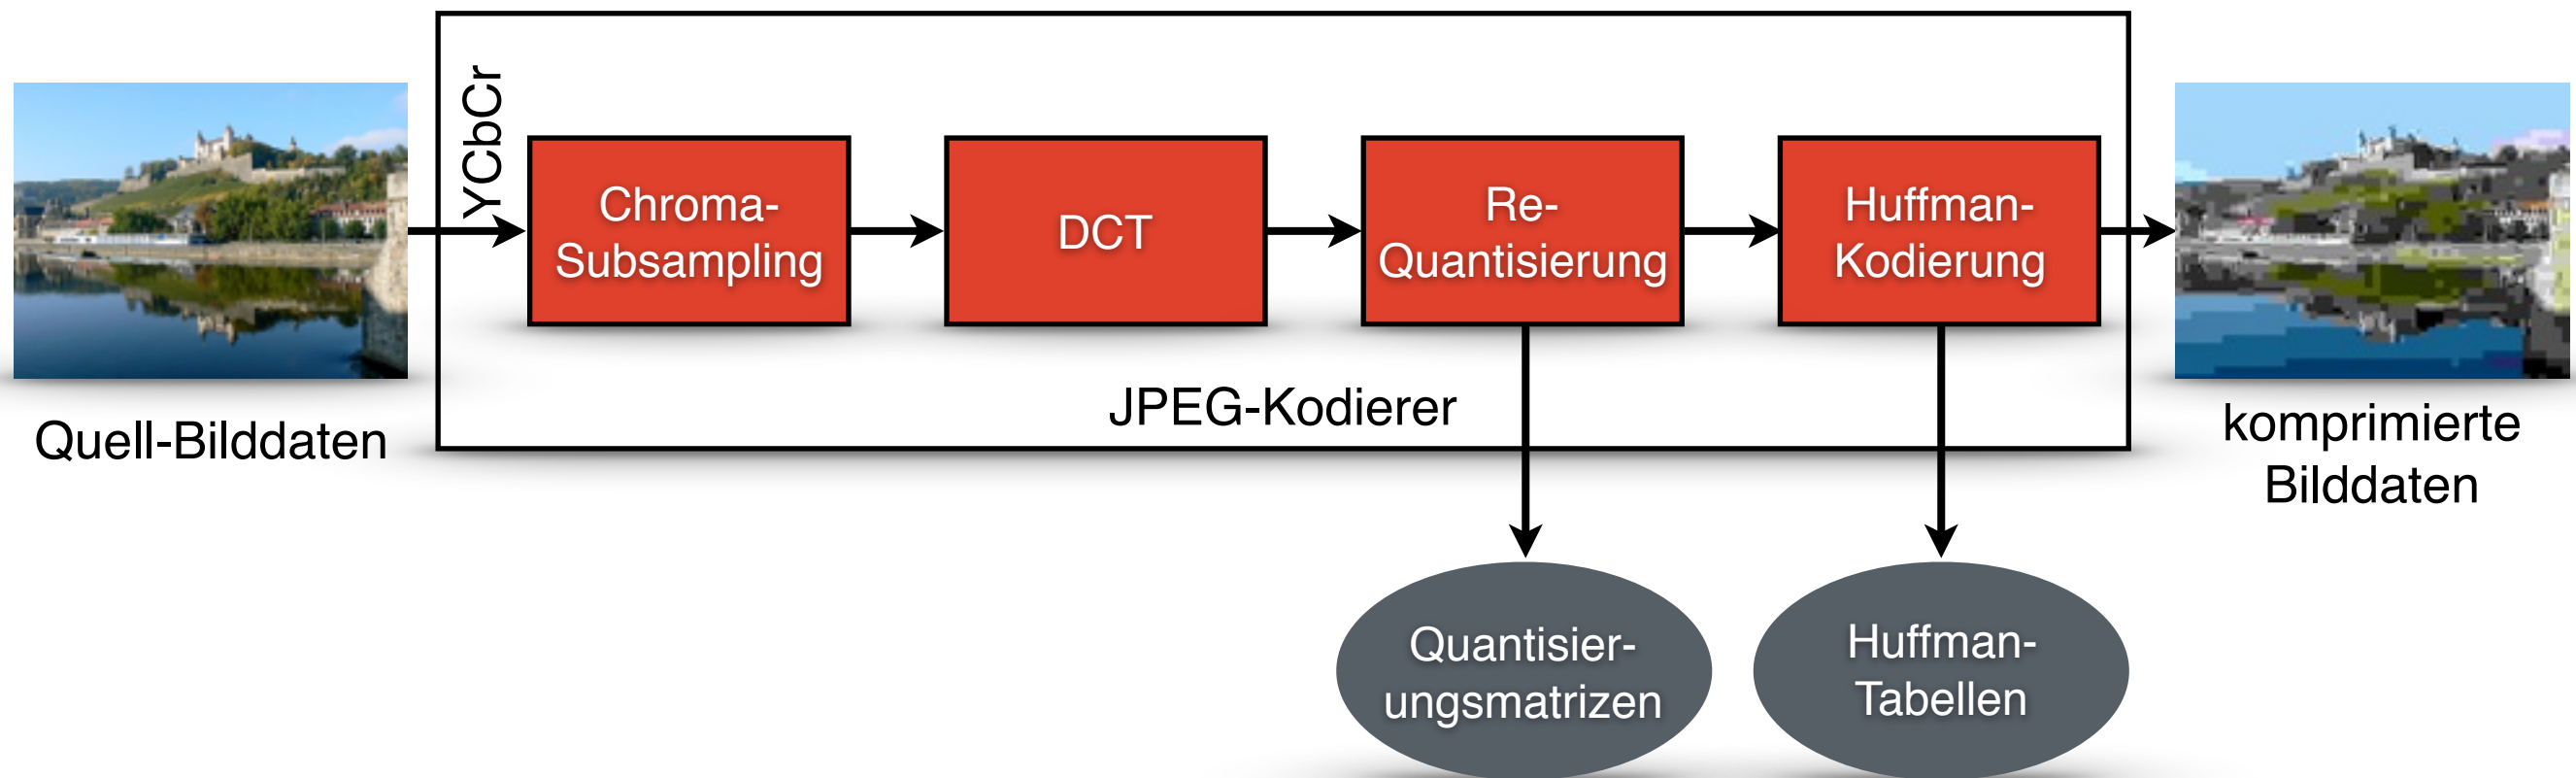 YCbCr
Chroma-
Subsampling
DCT
Re-
Quantisierung
Huffman-
Kodierung
JPEG-Kodierer
Quell-Bilddaten
komprimierte
Bilddaten
Quantisier-
ungsmatrizen
Huffman-
Tabellen